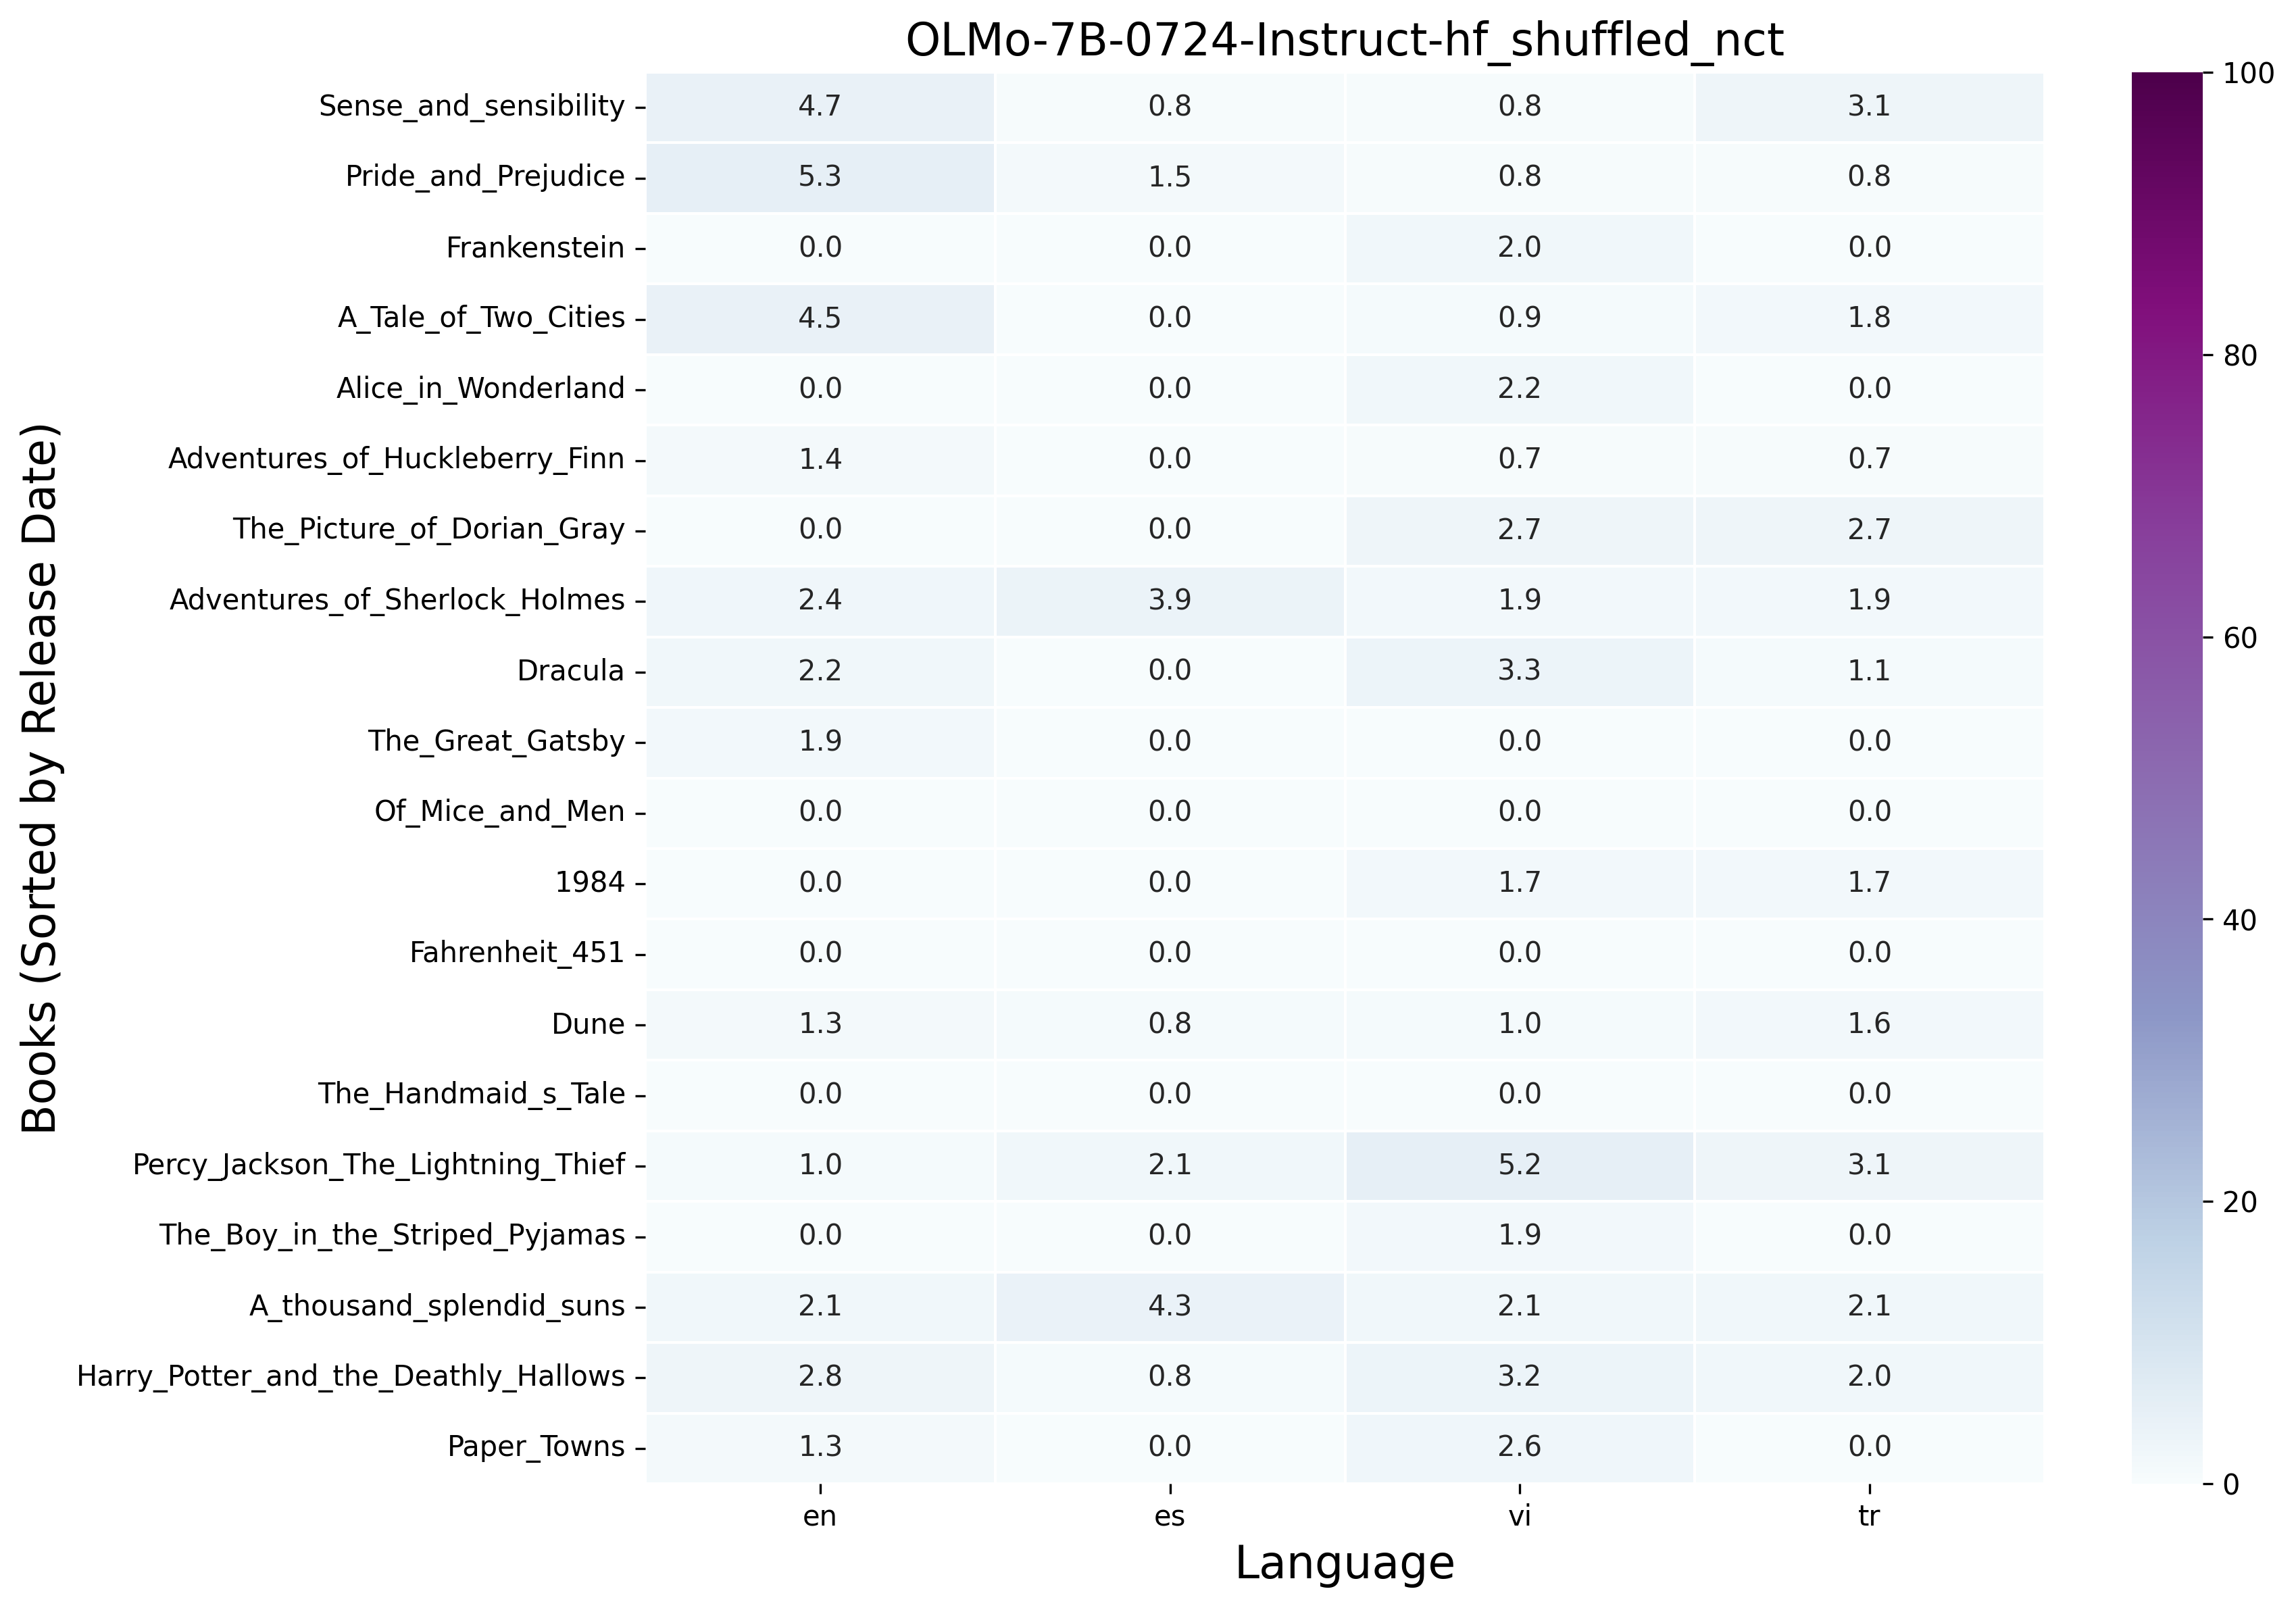 OLMo-7B-0724-Instruct-hf_shuffled_nct
Books (Sorted by Release Date)
Sense_and_sensibility 4.7 0.8 0.8 3.1
Pride_and_Prejudice 5.3 1.5 0.8 0.8
Frankenstein 0.0 0.0 2.0 0.0
A_Tale_of_Two_Cities 4.5 0.0 0.9 1.8
Alice_in_Wonderland 0.0 0.0 2.2 0.0
Adventures_of_Huckleberry_Finn 1.4 0.0 0.7 0.7
The_Picture_of_Dorian_Gray 0.0 0.0 2.7 2.7
Adventures_of_Sherlock_Holmes 2.4 3.9 1.9 1.9
Dracula 2.2 0.0 3.3 1.1
The_Great_Gatsby 1.9 0.0 0.0 0.0
Of_Mice_and_Men 0.0 0.0 0.0 0.0
1984 0.0 0.0 1.7 1.7
Fahrenheit_451 0.0 0.0 0.0 0.0
Dune 1.3 0.8 1.0 1.6
The_Handmaid_s_Tale 0.0 0.0 0.0 0.0
Percy_Jackson_The_Lightning_Thief 1.0 2.1 5.2 3.1
The_Boy_in_the_Striped_Pyjamas 0.0 0.0 1.9 0.0
A_thousand_splendid_suns 2.1 4.3 2.1 2.1
Harry_Potter_and_the_Deathly_Hallows 2.8 0.8 3.2 2.0
Paper_Towns 1.3 0.0 2.6 0.0
en es vi tr
Language
100
80
60
40
20
0